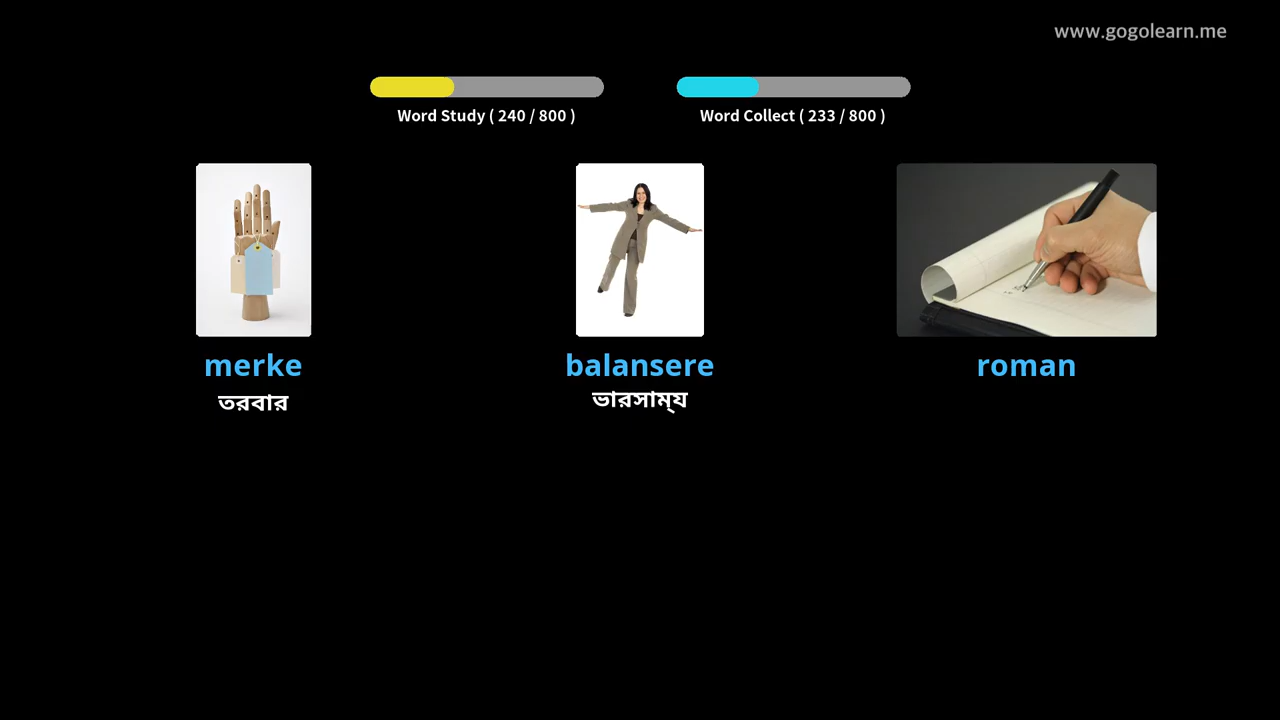 www.gogolearn.me
Word Study ( 240 / 800 )
Word Collect ( 233 / 800 )
merke
balansere
roman
তরবার
ভারসাম্য